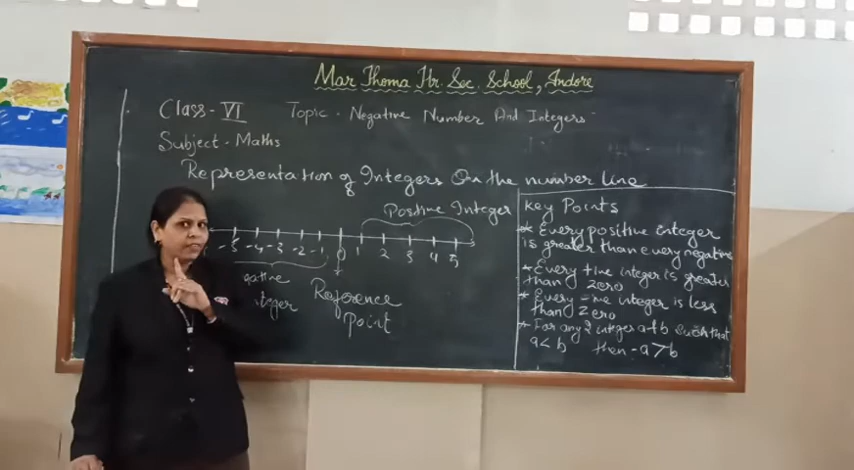 Mar Thoma Hr. Sec. School, Indore
Class - VI Topic - Negative Number And Integers
Subject - Maths
Representation of Integers On the number line
Positive Integer
-5 -4 -3 -2 -1 0 1 2 3 4 5
Reference
Point
Key Points
* Every positive integer
is greater than every negative
* Every +ive integer is greater
than zero
* Every -ive integer is less
than zero
* For any 2 integer a & b such that
a < b then -a > b